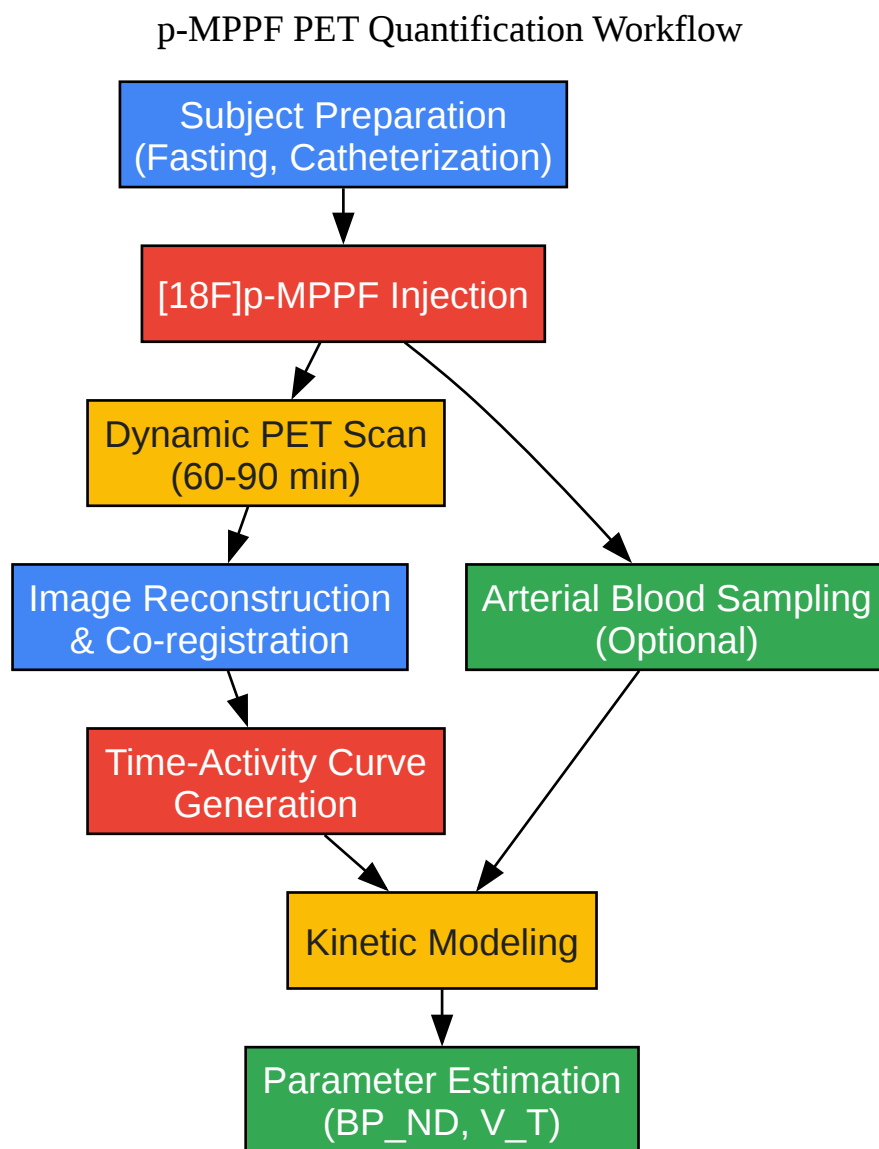 p-MPPF PET Quantification Workflow
Subject Preparation
(Fasting, Catheterization)
[18F]p-MPPF Injection
Dynamic PET Scan
(60-90 min)
Image Reconstruction
& Co-registration
Arterial Blood Sampling
(Optional)
Time-Activity Curve
Generation
Kinetic Modeling
Parameter Estimation
(BP_ND, V_T)